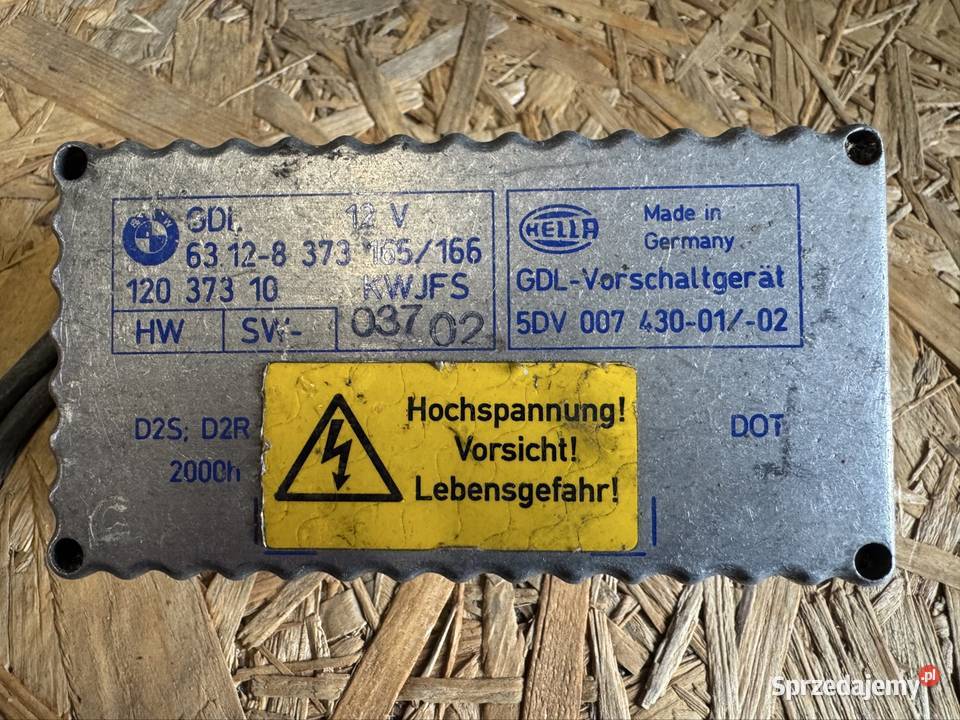 GDL 12 V
63 12-8 373 165/166
120 373 10 KWJFS
HW SW- 037 02
HELLA Made in
Germany
GDL-Vorschaltgerät
5DV 007 430-01/-02
D2S; D2R
2000h
Hochspannung!
Vorsicht!
Lebensgefahr!
DOT
Sprzedajemy.pl